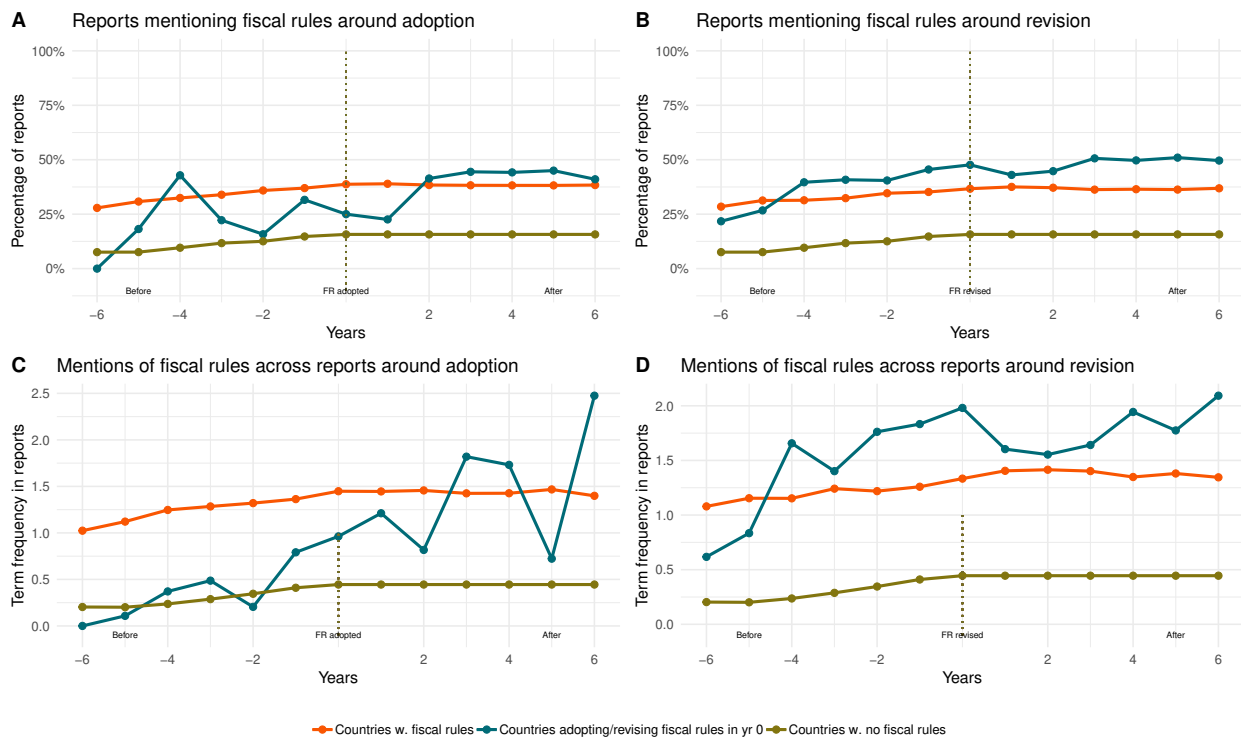 A Reports mentioning fiscal rules around adoption
Percentage of reports
100%
75%
50%
25%
0%
Before
FR adopted
After
−6
−4
−2
2
4
6
Years
B Reports mentioning fiscal rules around revision
Percentage of reports
100%
75%
50%
25%
0%
Before
FR revised
After
−6
−4
−2
2
4
6
Years
C Mentions of fiscal rules across reports around adoption
Term frequency in reports
2.5
2.0
1.5
1.0
0.5
0.0
Before
FR adopted
After
−6
−4
−2
2
4
6
Years
D Mentions of fiscal rules across reports around revision
Term frequency in reports
2.0
1.5
1.0
0.5
0.0
Before
FR revised
After
−6
−4
−2
2
4
6
Years
Countries w. fiscal rules Countries adopting/revising fiscal rules in yr 0 Countries w. no fiscal rules